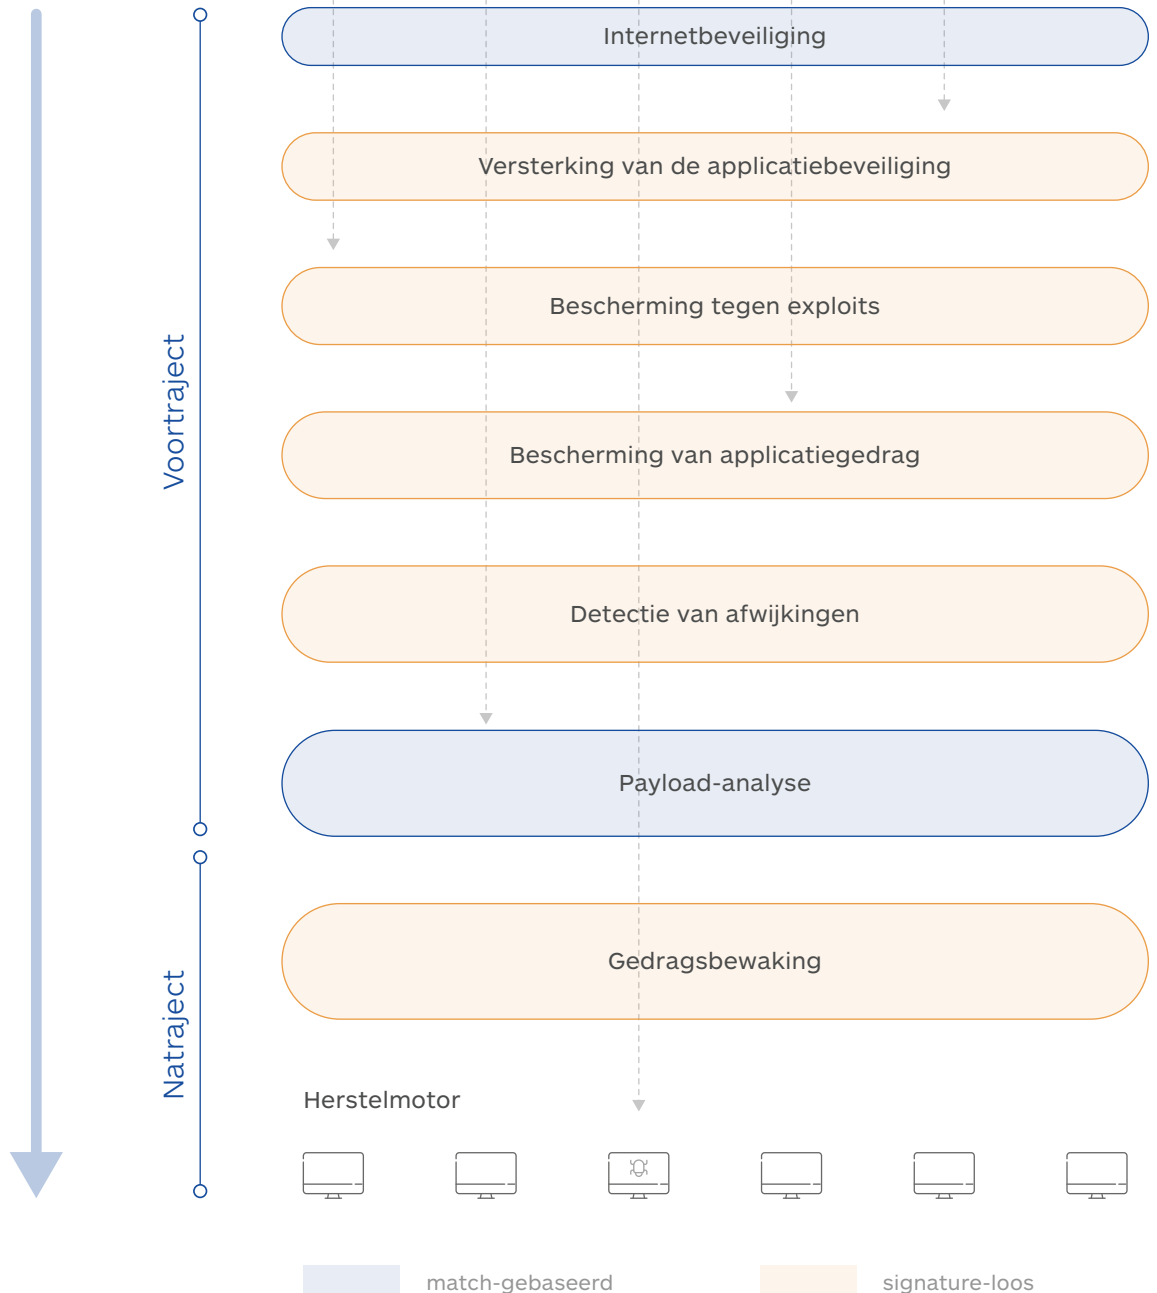 Internetbeveiliging
Versterking van de applicatiebeveiliging
Bescherming tegen exploits
Voortraject
Bescherming van applicatiegedrag
Detectie van afwijkingen
Payload-analyse
Gedragsbewaking
Natraject
Herstelmotor
match-gebaseerd
signature-loos